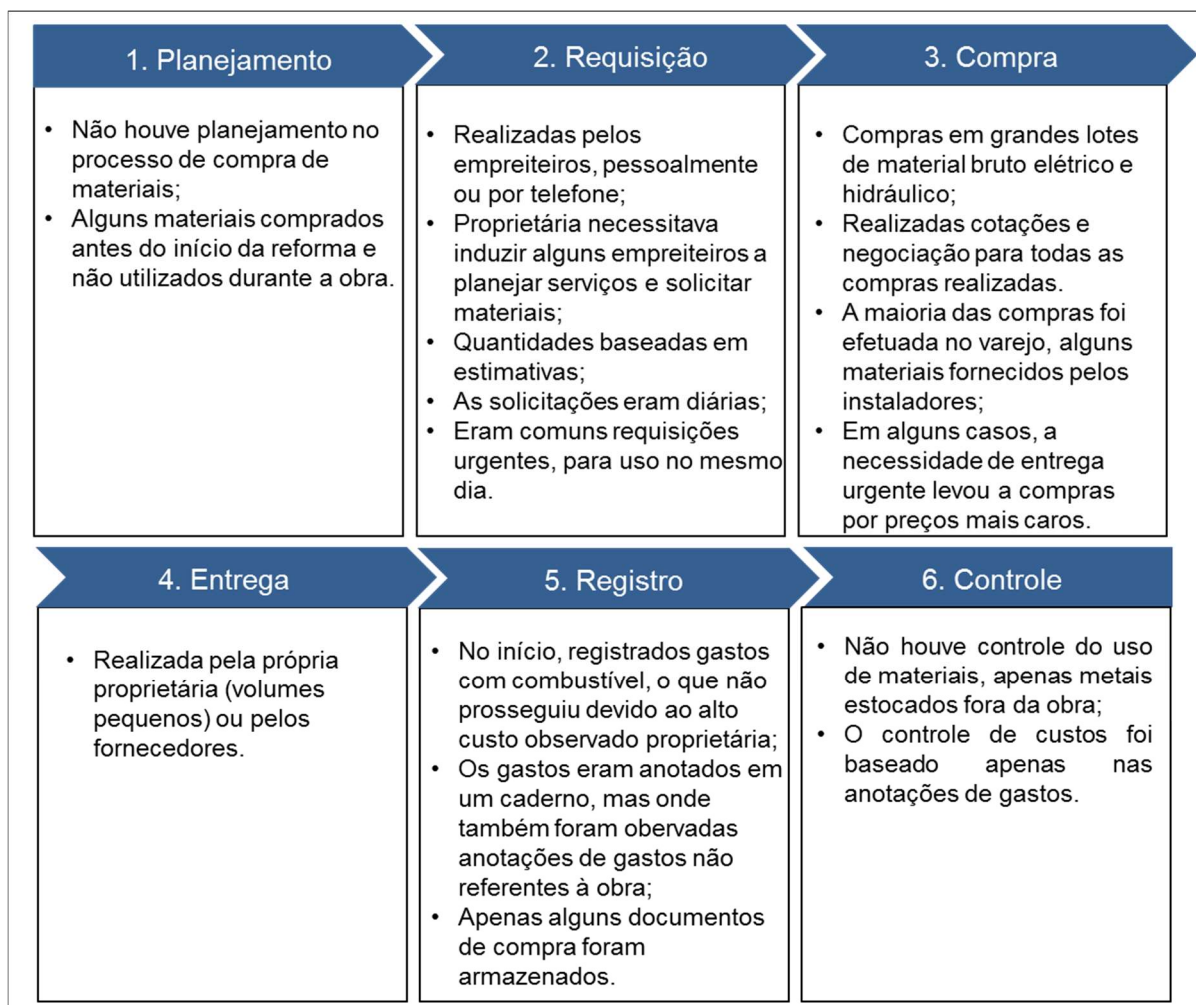 1. Planejamento
• Não houve planejamento no
processo de compra de
materiais;
• Alguns materiais comprados
antes do início da reforma e
não utilizados durante a obra.
2. Requisição
• Realizadas pelos
empreiteiros, pessoalmente
ou por telefone;
• Proprietária necessitava
induzir alguns empreiteiros a
planejar serviços e solicitar
materiais;
• Quantidades baseadas em
estimativas;
• As solicitações eram diárias;
• Eram comuns requisições
urgentes, para uso no mesmo
dia.
3. Compra
• Compras em grandes lotes
de material bruto elétrico e
hidráulico;
• Realizadas cotações e
negociação para todas as
compras realizadas.
• A maioria das compras foi
efetuada no varejo, alguns
materiais fornecidos pelos
instaladores;
• Em alguns casos, a
necessidade de entrega
urgente levou a compras
por preços mais caros.
4. Entrega
• Realizada pela própria
proprietária (volumes
pequenos) ou pelos
fornecedores.
5. Registro
• No início, registrados gastos
com combustível, o que não
prosseguiu devido ao alto
custo observado proprietária;
• Os gastos eram anotados em
um caderno, mas onde
também foram obervadas
anotações de gastos não
referentes à obra;
• Apenas alguns documentos
de compra foram
armazenados.
6. Controle
• Não houve controle do uso
de materiais, apenas metais
estocados fora da obra;
• O controle de custos foi
baseado apenas nas
anotações de gastos.